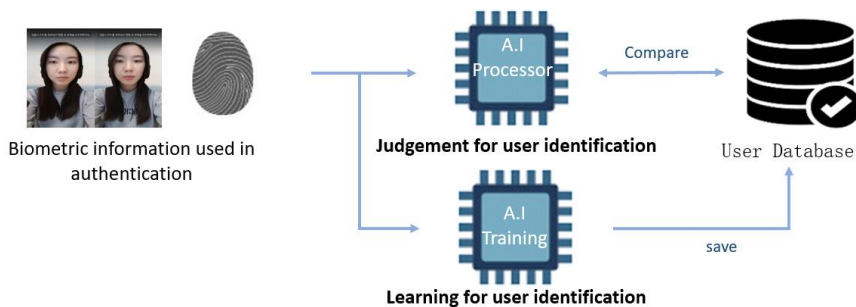 A.I
Processor
Compare
Biometric information used in
authentication
Judgement for user identification
User Database
A.I
Training
save
Learning for user identification